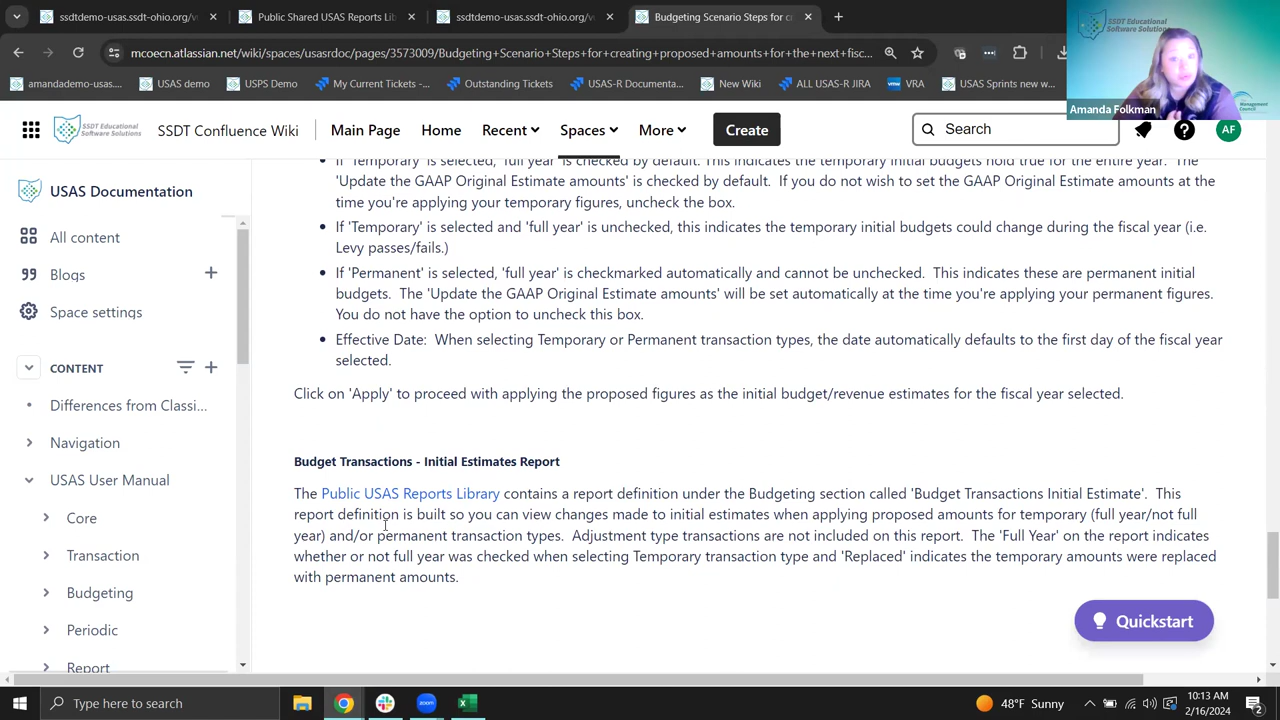 ssdtdemo-usas.ssdt-ohio.org/w
Public Shared USAS Reports Lib
ssdtdemo-usas.ssdt-ohio.org/v
Budgeting Scenario Steps for c
mcoecn.atlassian.net/wiki/spaces/usasrdoc/pages/357309/Budgeting+Scenario+Steps+for+creating+proposed+amounts+for+the+next+fisc...
amandademo-usas....
USAS demo
USPS Demo
My Current Tickets -...
Outstanding Tickets
USAS-R Documenta...
New Wiki
ALL USAS-R JIRA
VRA
USAS Sprints new w...
SSDT Educational
Software Solutions
Amanda Folkman
Management
Council
SSDT Educational
Software Solutions
SSDT Confluence Wiki
Main Page
Home
Recent
Spaces
More
Create
Search
AF
USAS Documentation
All content
Blogs
Space settings
CONTENT
Differences from Classi...
Navigation
USAS User Manual
Core
Transaction
Budgeting
Periodic
Report
If 'Temporary' is selected, 'full year' is checked by default. This indicates the temporary initial budgets hold true for the entire year. The
'Update the GAAP Original Estimate amounts' is checked by default. If you do not wish to set the GAAP Original Estimate amounts at the
time you're applying your temporary figures, uncheck the box.
If 'Temporary' is selected and 'full year' is unchecked, this indicates the temporary initial budgets could change during the fiscal year (i.e.
Levy passes/fails.)
If 'Permanent' is selected, 'full year' is checkmarked automatically and cannot be unchecked. This indicates these are permanent initial
budgets. The 'Update the GAAP Original Estimate amounts' will be set automatically at the time you're applying your permanent figures.
You do not have the option to uncheck this box.
Effective Date: When selecting Temporary or Permanent transaction types, the date automatically defaults to the first day of the fiscal year
selected.
Click on 'Apply' to proceed with applying the proposed figures as the initial budget/revenue estimates for the fiscal year selected.
Budget Transactions - Initial Estimates Report
The Public USAS Reports Library contains a report definition under the Budgeting section called 'Budget Transactions Initial Estimate'. This
report definition is built so you can view changes made to initial estimates when applying proposed amounts for temporary (full year/not full
year) and/or permanent transaction types. Adjustment type transactions are not included on this report. The 'Full Year' on the report indicates
whether or not full year was checked when selecting Temporary transaction type and 'Replaced' indicates the temporary amounts were replaced
with permanent amounts.
Quickstart
Type here to search
48°F Sunny
10:13 AM
2/16/2024
2